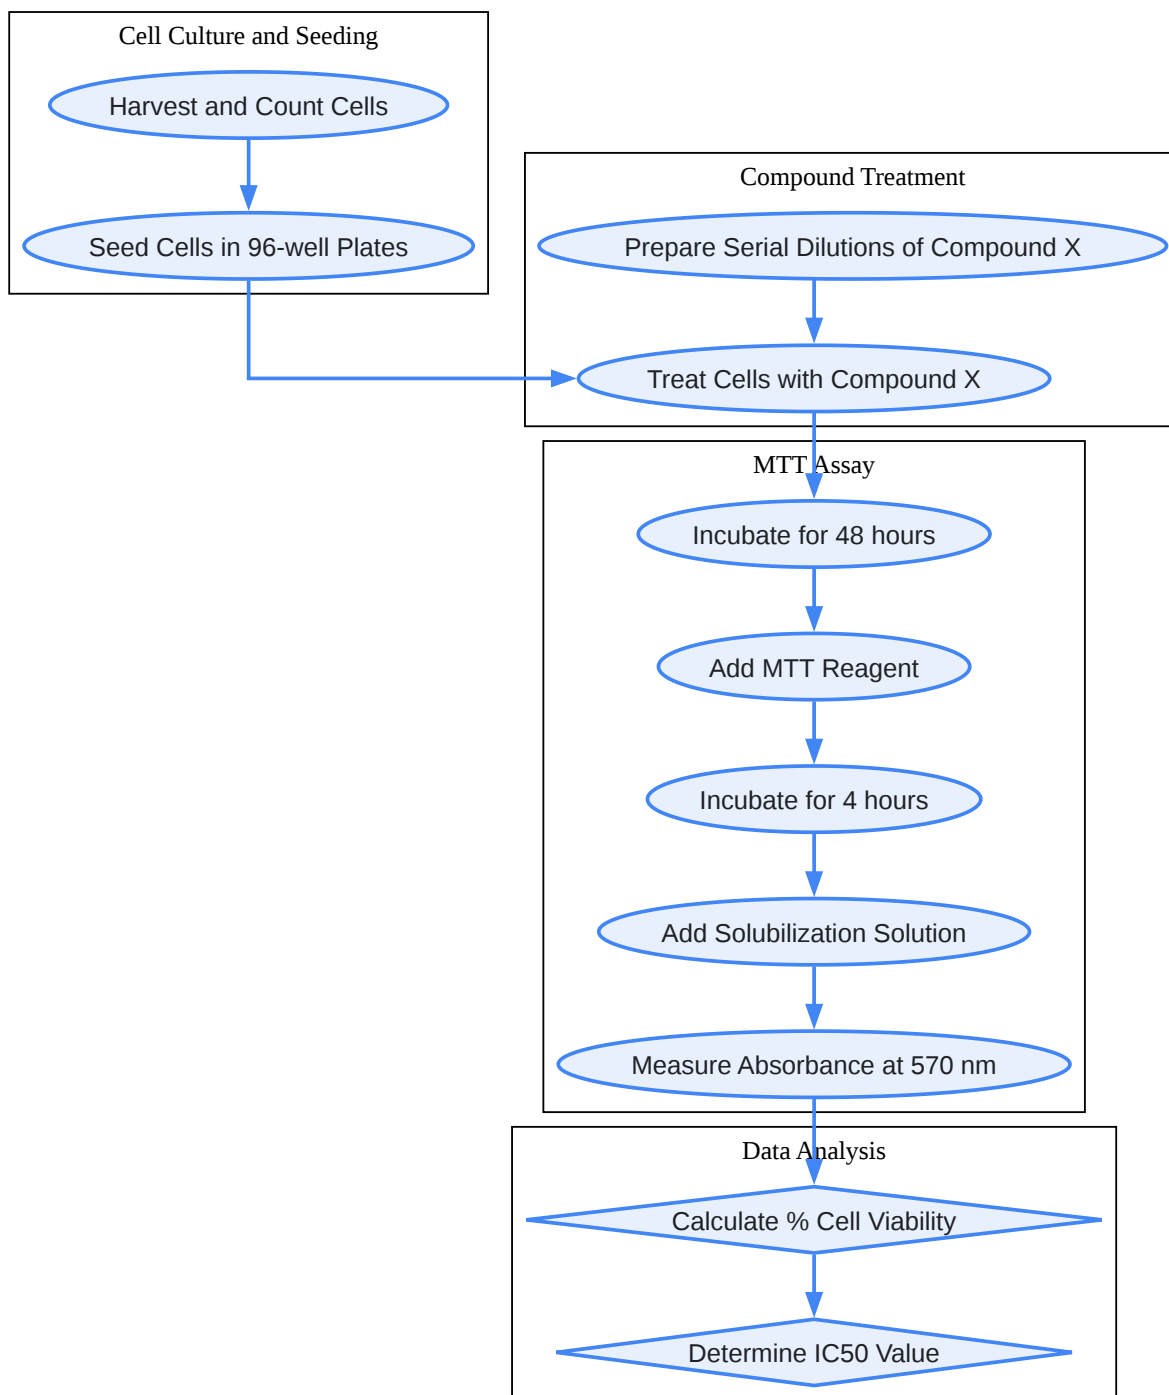 Cell Culture and Seeding
Harvest and Count Cells
Seed Cells in 96-well Plates
Compound Treatment
Prepare Serial Dilutions of Compound X
Treat Cells with Compound X
MTT Assay
Incubate for 48 hours
Add MTT Reagent
Incubate for 4 hours
Add Solubilization Solution
Measure Absorbance at 570 nm
Data Analysis
Calculate % Cell Viability
Determine IC50 Value